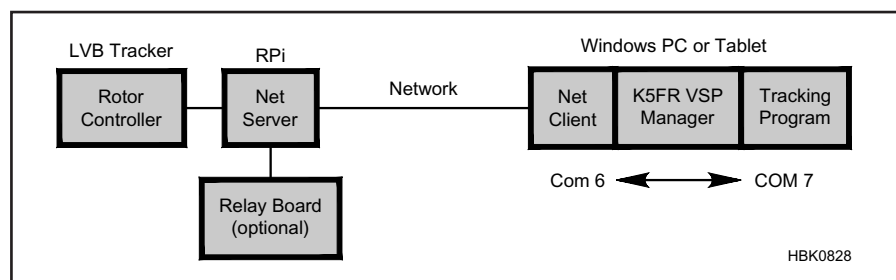 LVB Tracker
RPi
Windows PC or Tablet
Rotor
Controller
Net
Server
Network
Net
Client
K5FR VSP
Manager
Tracking
Program
Relay Board
(optional)
Com 6
COM 7
HBK0828